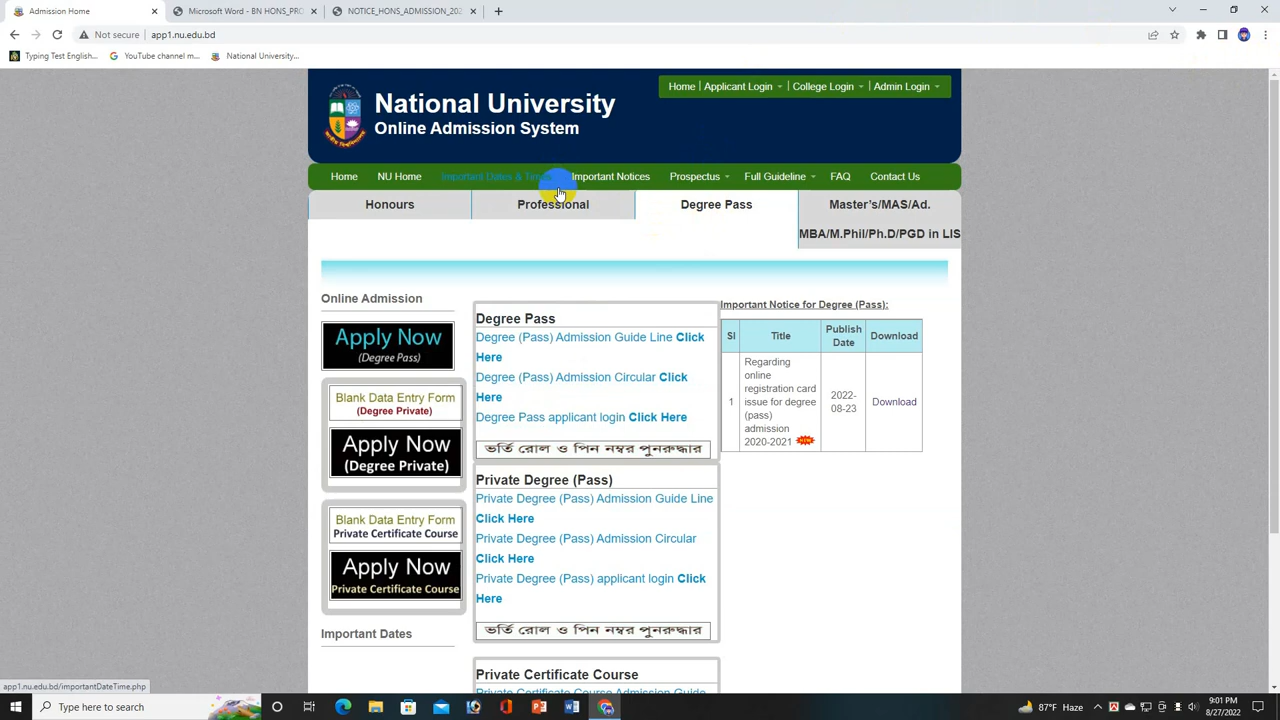 Admission Home
Microsoft Word - BN HONS_PRO
NOTICE_HONS_ADMISSION_202
Not secure
app1.nu.edu.bd
Typing Test English...
YouTube channel m...
National University...
National University
Online Admission System
Home
Applicant Login
College Login
Admin Login
Home
NU Home
Important Dates & Tim
Important Notices
Prospectus
Full Guideline
FAQ
Contact Us
Honours
Professional
Degree Pass
Master's/MAS/Ad.
MBA/M.Phil/Ph.D/PGD in LIS
Online Admission
Apply Now
(Degree Pass)
Blank Data Entry Form
(Degree Private)
Apply Now
(Degree Private)
Blank Data Entry Form
Private Certificate Course
Apply Now
Private Certificate Course
Important Dates
Degree Pass
Degree (Pass) Admission Guide Line Click
Here
Degree (Pass) Admission Circular Click
Here
Degree Pass applicant login Click Here
ভর্তি রোল ও পিন নম্বর পুনরুদ্ধার
Private Degree (Pass)
Private Degree (Pass) Admission Guide Line
Click Here
Private Degree (Pass) Admission Circular
Click Here
Private Degree (Pass) applicant login Click
Here
ভর্তি রোল ও পিন নম্বর পুনরুদ্ধার
Private Certificate Course
Private Certificate Course Admission Guide
Important Notice for Degree (Pass):
Sl
Title
Publish
Date
Download
1
Regarding
online
registration card
issue for degree
(pass)
admission
2020-2021
2022-
08-23
Download
app1.nu.edu.bd/importantDateTime.php
Type here to search
87°F Haze
9:01 PM
8/27/2022